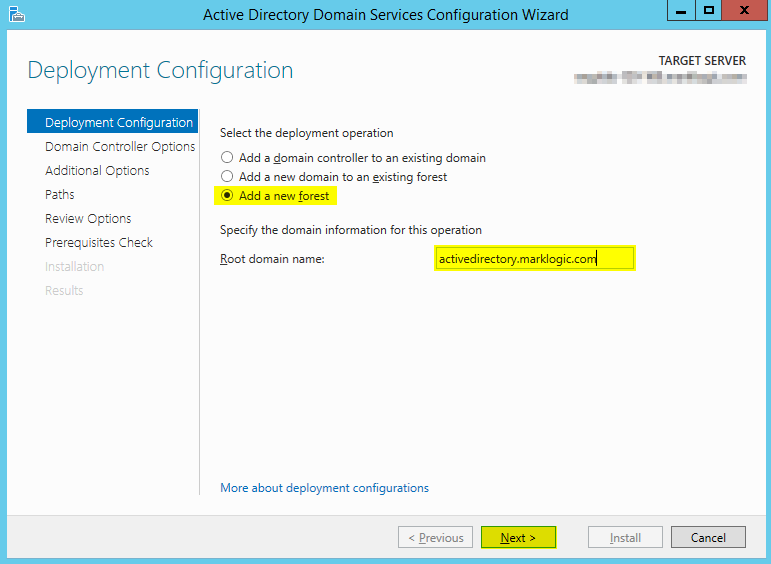 Active Directory Domain Services Configuration Wizard
Deployment Configuration
TARGET SERVER
Deployment Configuration
Domain Controller Options
Additional Options
Paths
Review Options
Prerequisites Check
Installation
Results
Select the deployment operation
Add a domain controller to an existing domain
Add a new domain to an existing forest
Add a new forest
Specify the domain information for this operation
Root domain name:
activedirectory.marklogic.com
More about deployment configurations
< Previous
Next >
Install
Cancel